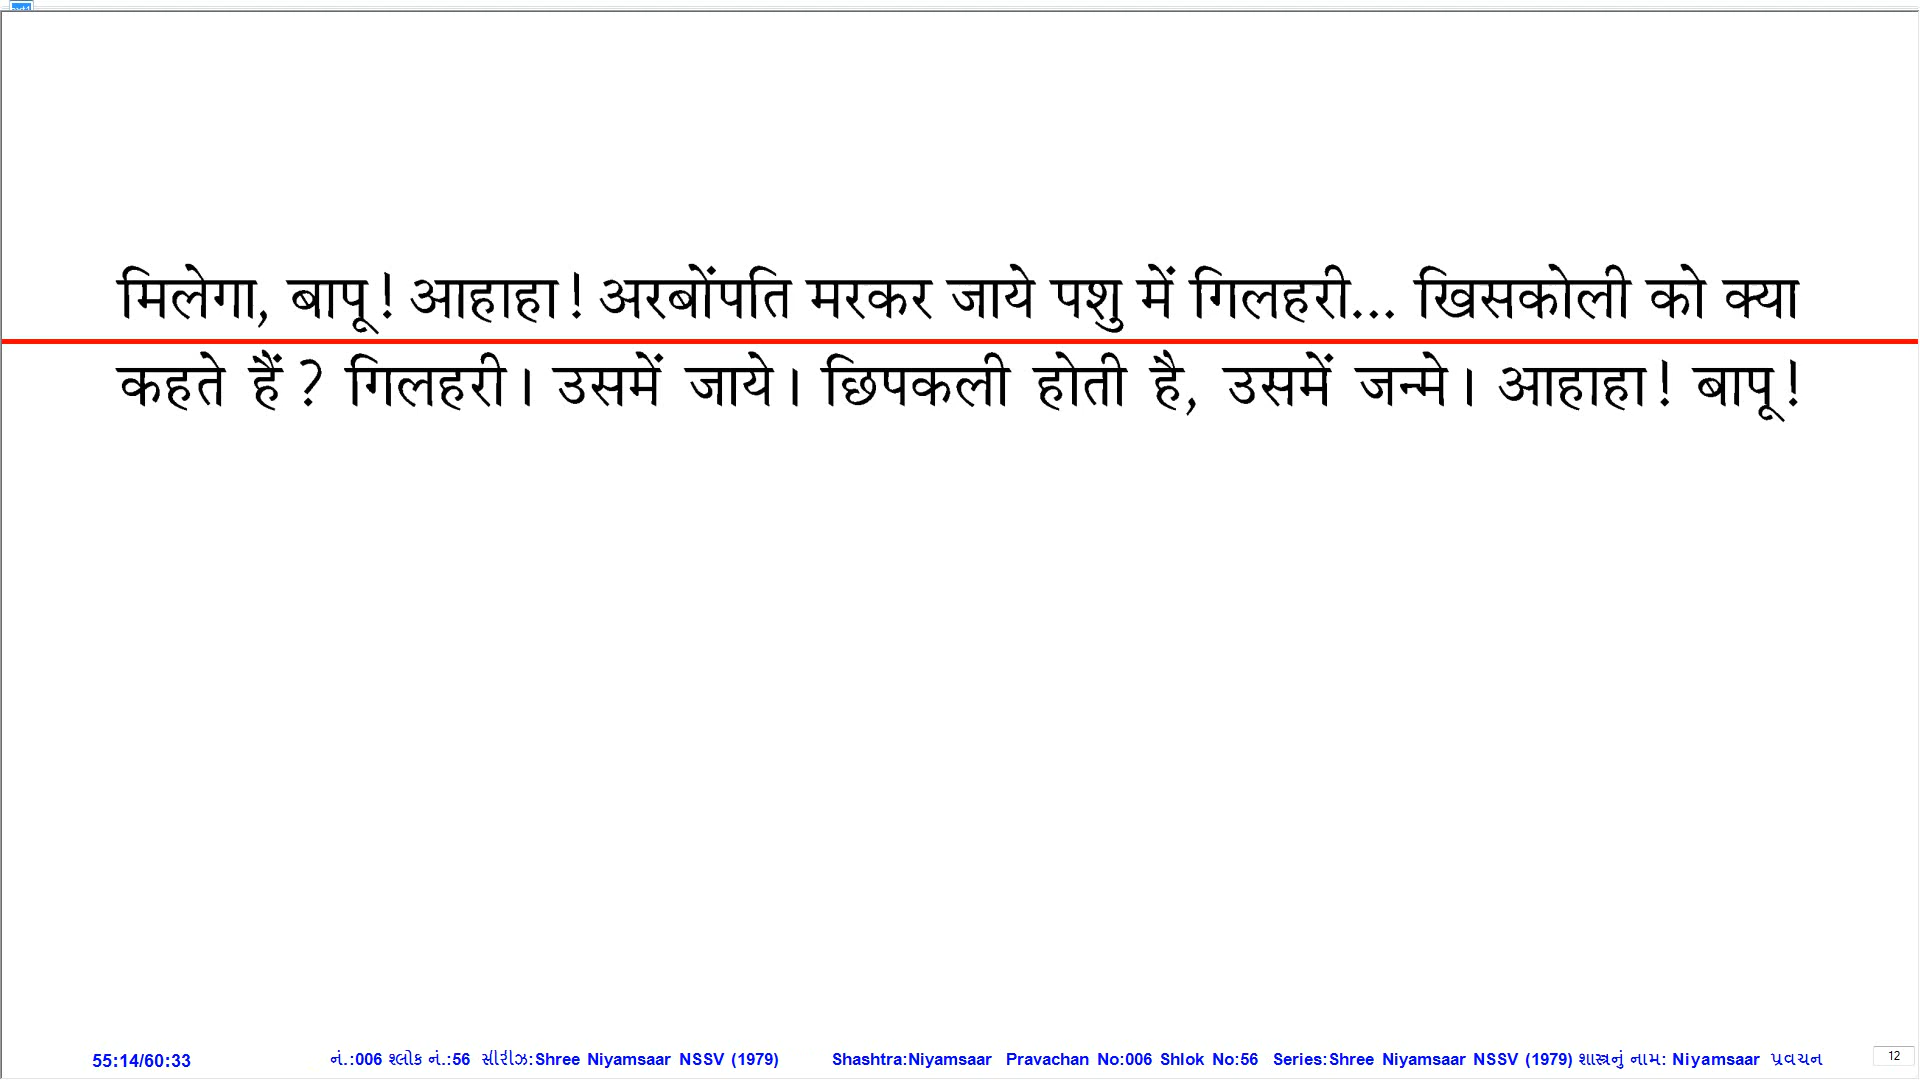 मिलेगा, बापू! आहाहा! अरबोंपति मरकर जाये पशु में गिलहरी... खिसकोली को क्या
कहते हैं? गिलहरी। उसमें जाये। छिपकली होती है, उसमें जन्मे। आहाहा! बापू!
55:14/60:33 નં.:006 શ્લોક નં.:56 સીરીઝ:Shree Niyamsaar NSSV (1979) Shashtra:Niyamsaar Pravachan No:006 Shlok No:56 Series:Shree Niyamsaar NSSV (1979) શાસ્ત્રનું નામ: Niyamsaar પ્રવચન 12